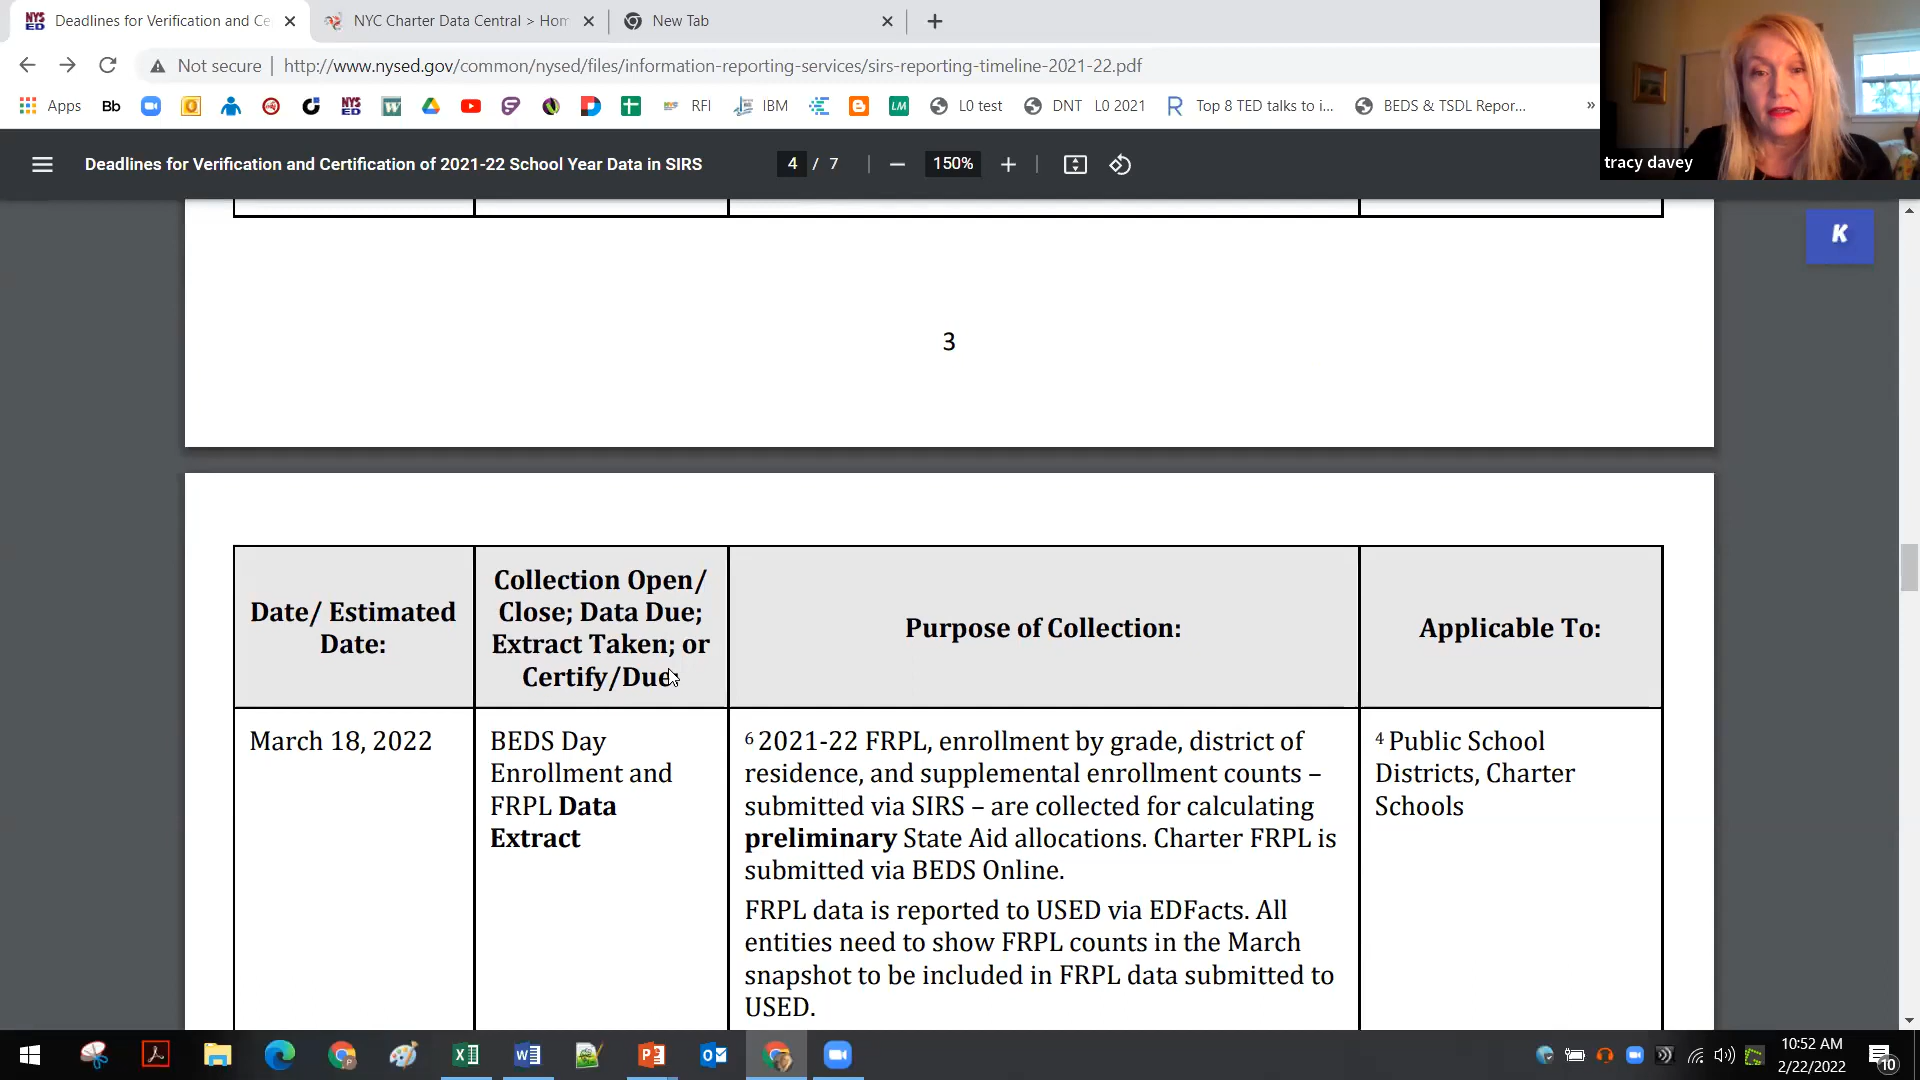 Deadlines for Verification and Ce
NYC Charter Data Central > Hom
New Tab
Not secure
http://www.nysed.gov/common/nysed/files/information-reporting-services/sirs-reporting-timeline-2021-22.pdf
Apps
Bb
RFI
IBM
LM
L0 test
DNT L0 2021
Top 8 TED talks to i...
BEDS & TSDL Repor...
»
Deadlines for Verification and Certification of 2021-22 School Year Data in SIRS
4 / 7
150%
tracy davey
K
3
Date/ Estimated
Date:
Collection Open/
Close; Data Due;
Extract Taken; or
Certify/Due:
Purpose of Collection:
Applicable To:
March 18, 2022
BEDS Day
Enrollment and
FRPL Data
Extract
6 2021-22 FRPL, enrollment by grade, district of
residence, and supplemental enrollment counts –
submitted via SIRS – are collected for calculating
preliminary State Aid allocations. Charter FRPL is
submitted via BEDS Online.
FRPL data is reported to USED via EDFacts. All
entities need to show FRPL counts in the March
snapshot to be included in FRPL data submitted to
USED.
4 Public School
Districts, Charter
Schools
10:52 AM
2/22/2022
10